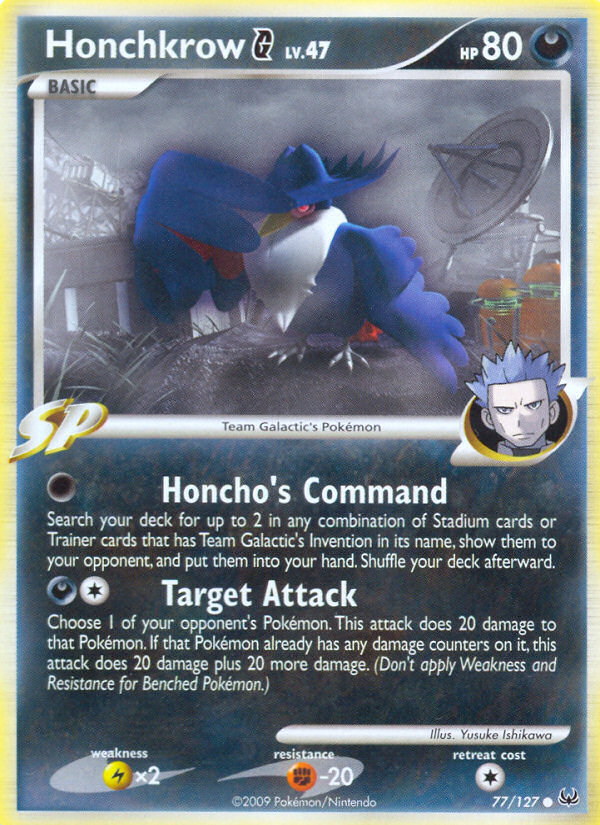 Honchkrow G LV.47 HP 80
BASIC
Team Galactic's Pokémon
SP
Honcho's Command
Search your deck for up to 2 in any combination of Stadium cards or
Trainer cards that has Team Galactic's Invention in its name, show them to
your opponent, and put them into your hand. Shuffle your deck afterward.
Target Attack
Choose 1 of your opponent's Pokémon. This attack does 20 damage to
that Pokémon. If that Pokémon already has any damage counters on it, this
attack does 20 damage plus 20 more damage. (Don't apply Weakness and
Resistance for Benched Pokémon.)
Illus. Yusuke Ishikawa
weakness resistance retreat cost
×2 -20
©2009 Pokémon/Nintendo 77/127